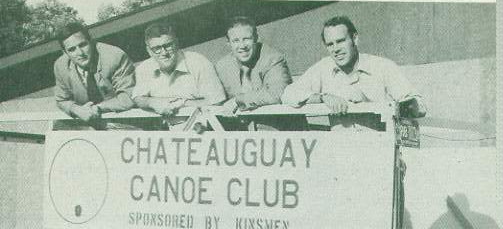 CHATEAUGUAY
CANOE CLUB
SPONSORED BY KINSMEN